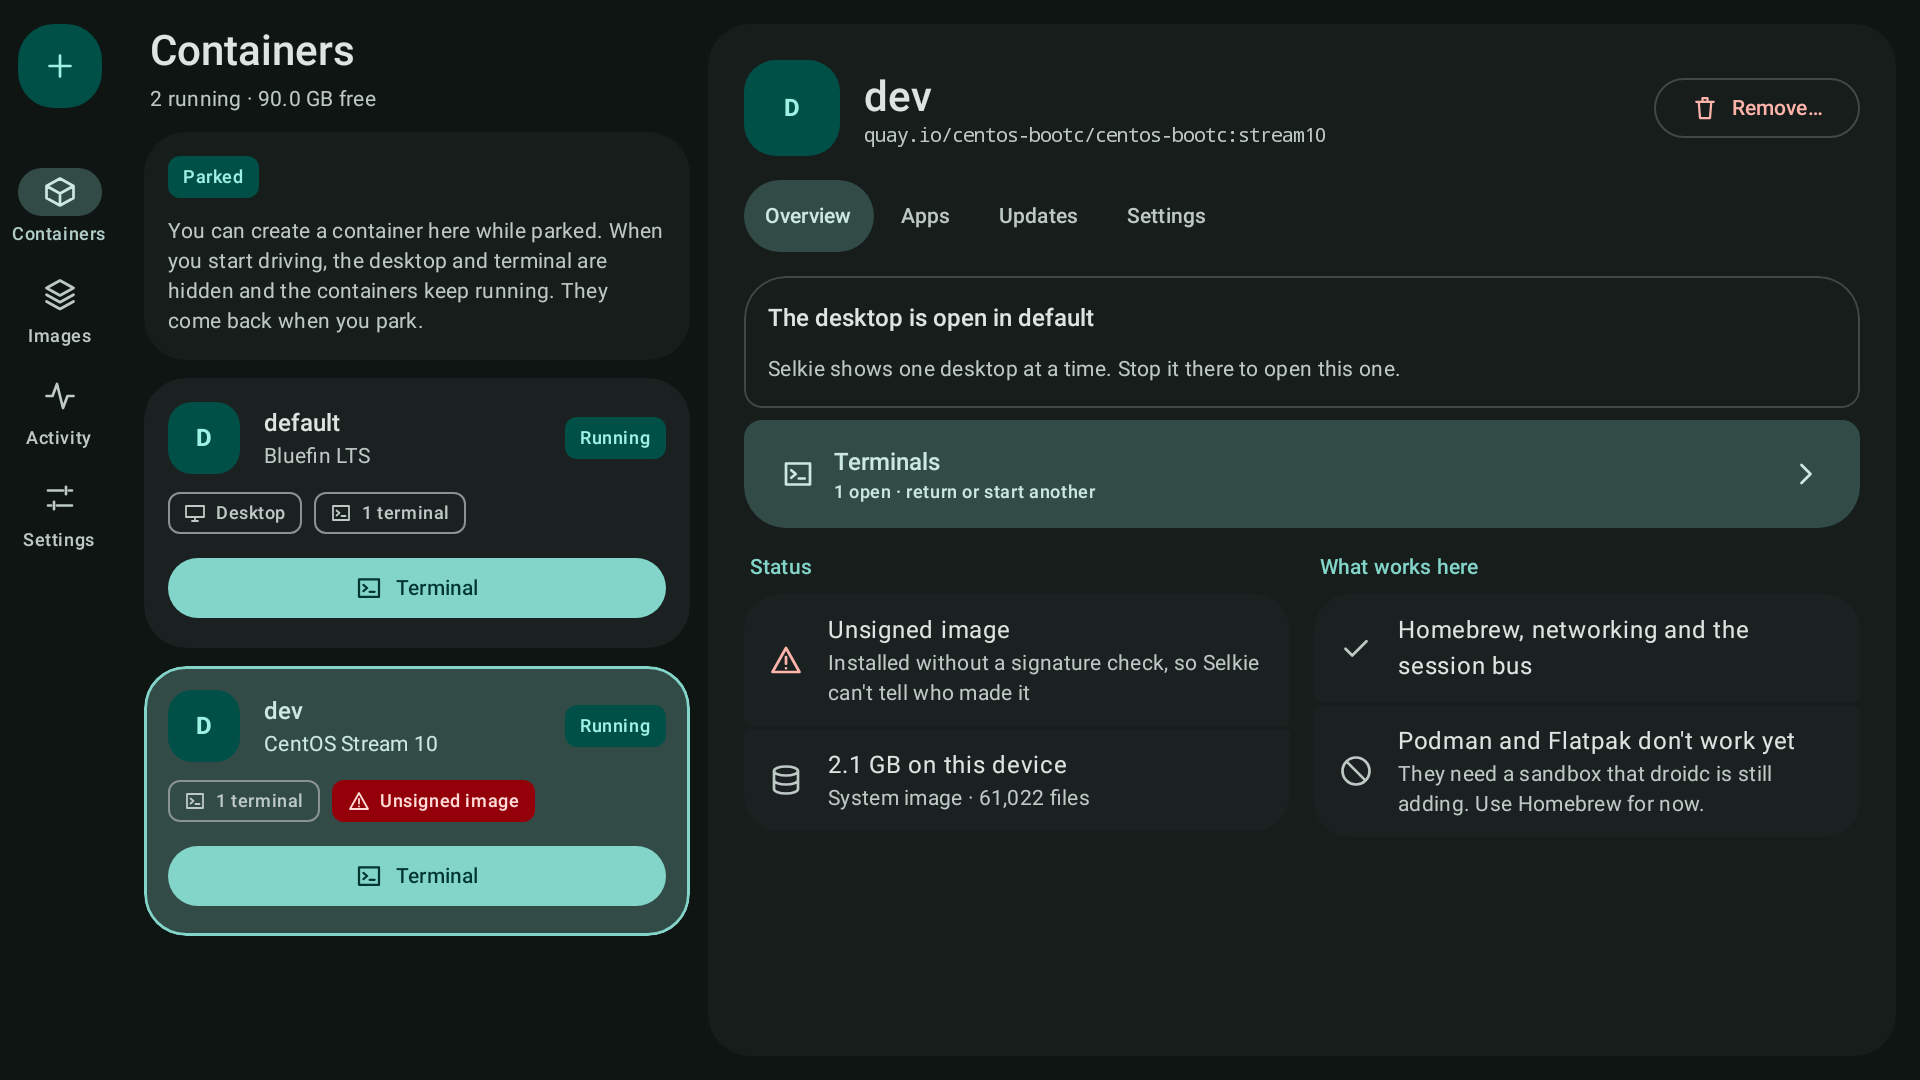 Containers
Images
Activity
Settings
Containers
2 running · 90.0 GB free
Parked
You can create a container here while parked. When
you start driving, the desktop and terminal are
hidden and the containers keep running. They
come back when you park.
D
default
Bluefin LTS
Running
Desktop
1 terminal
Terminal
D
dev
CentOS Stream 10
Running
1 terminal
Unsigned image
Terminal
D
dev
quay.io/centos-bootc/centos-bootc:stream10
Remove…
Overview
Apps
Updates
Settings
The desktop is open in default
Selkie shows one desktop at a time. Stop it there to open this one.
Terminals
1 open · return or start another
Status
Unsigned image
Installed without a signature check, so Selkie
can't tell who made it
2.1 GB on this device
System image · 61,022 files
What works here
Homebrew, networking and the
session bus
Podman and Flatpak don't work yet
They need a sandbox that droidc is still
adding. Use Homebrew for now.